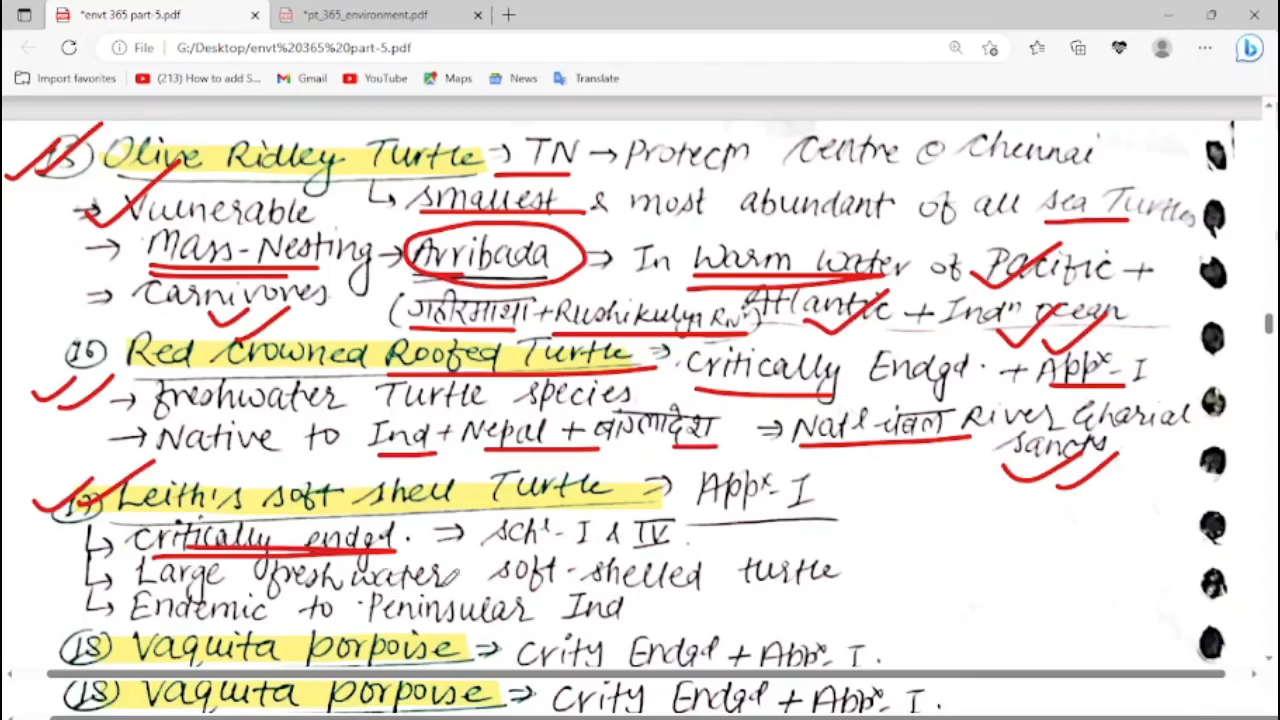 *envt 365 part-5.pdf
*pt_365_environment.pdf
File G:/Desktop/envt%20365%20part-5.pdf
Import favorites (213) How to add S... Gmail YouTube Maps News Translate
15) Olive Ridley Turtle → TN → Protectn Centre @ Chennai
→ Vulnerable ↳ smallest & most abundant of all sea Turtles
→ Mass-Nesting → Arribada ⇒ In Warm water of Pacific +
⇒ Carnivores (गहिरमाथा + Rushikulya Rvr) Atlantic + Indn ocean
16) Red Crowned Roofed Turtle ⇒ Critically Endgd. + Appx-I
→ freshwater Turtle species
→ Native to Ind + Nepal + बांग्लादेश ⇒ Natl चंबल River Gharial
Sancty
17) Leith's soft shell Turtle ⇒ Appx-I
↳ Critically endgd. ⇒ Schl-I & IV
↳ Large freshwater soft-shelled turtle
↳ Endemic to Peninsular Ind
18) Vaquita porpoise ⇒ Crity Endgd + Appx-I.
18) Vaquita porpoise ⇒ Crity Endgd + Appx-I.